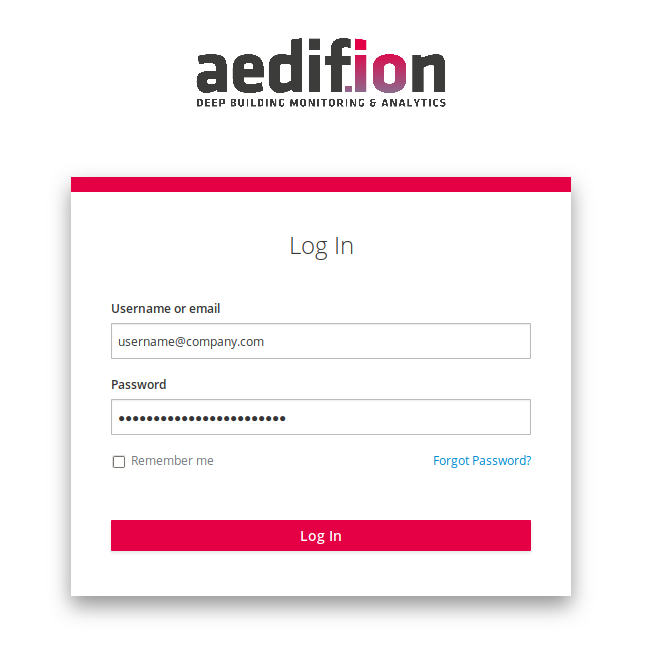 aedifion
DEEP BUILDING MONITORING & ANALYTICS
Log In
Username or email
username@company.com
Password
••••••••••••••••••••••••
Remember me
Forgot Password?
Log In